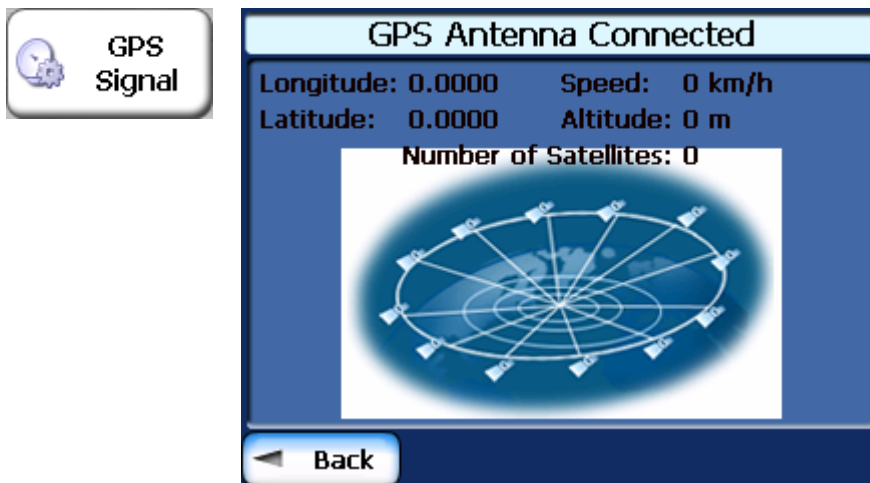 GPS
Signal
GPS Antenna Connected
Longitude: 0.0000 Speed: 0 km/h
Latitude: 0.0000 Altitude: 0 m
Number of Satellites: 0
Back